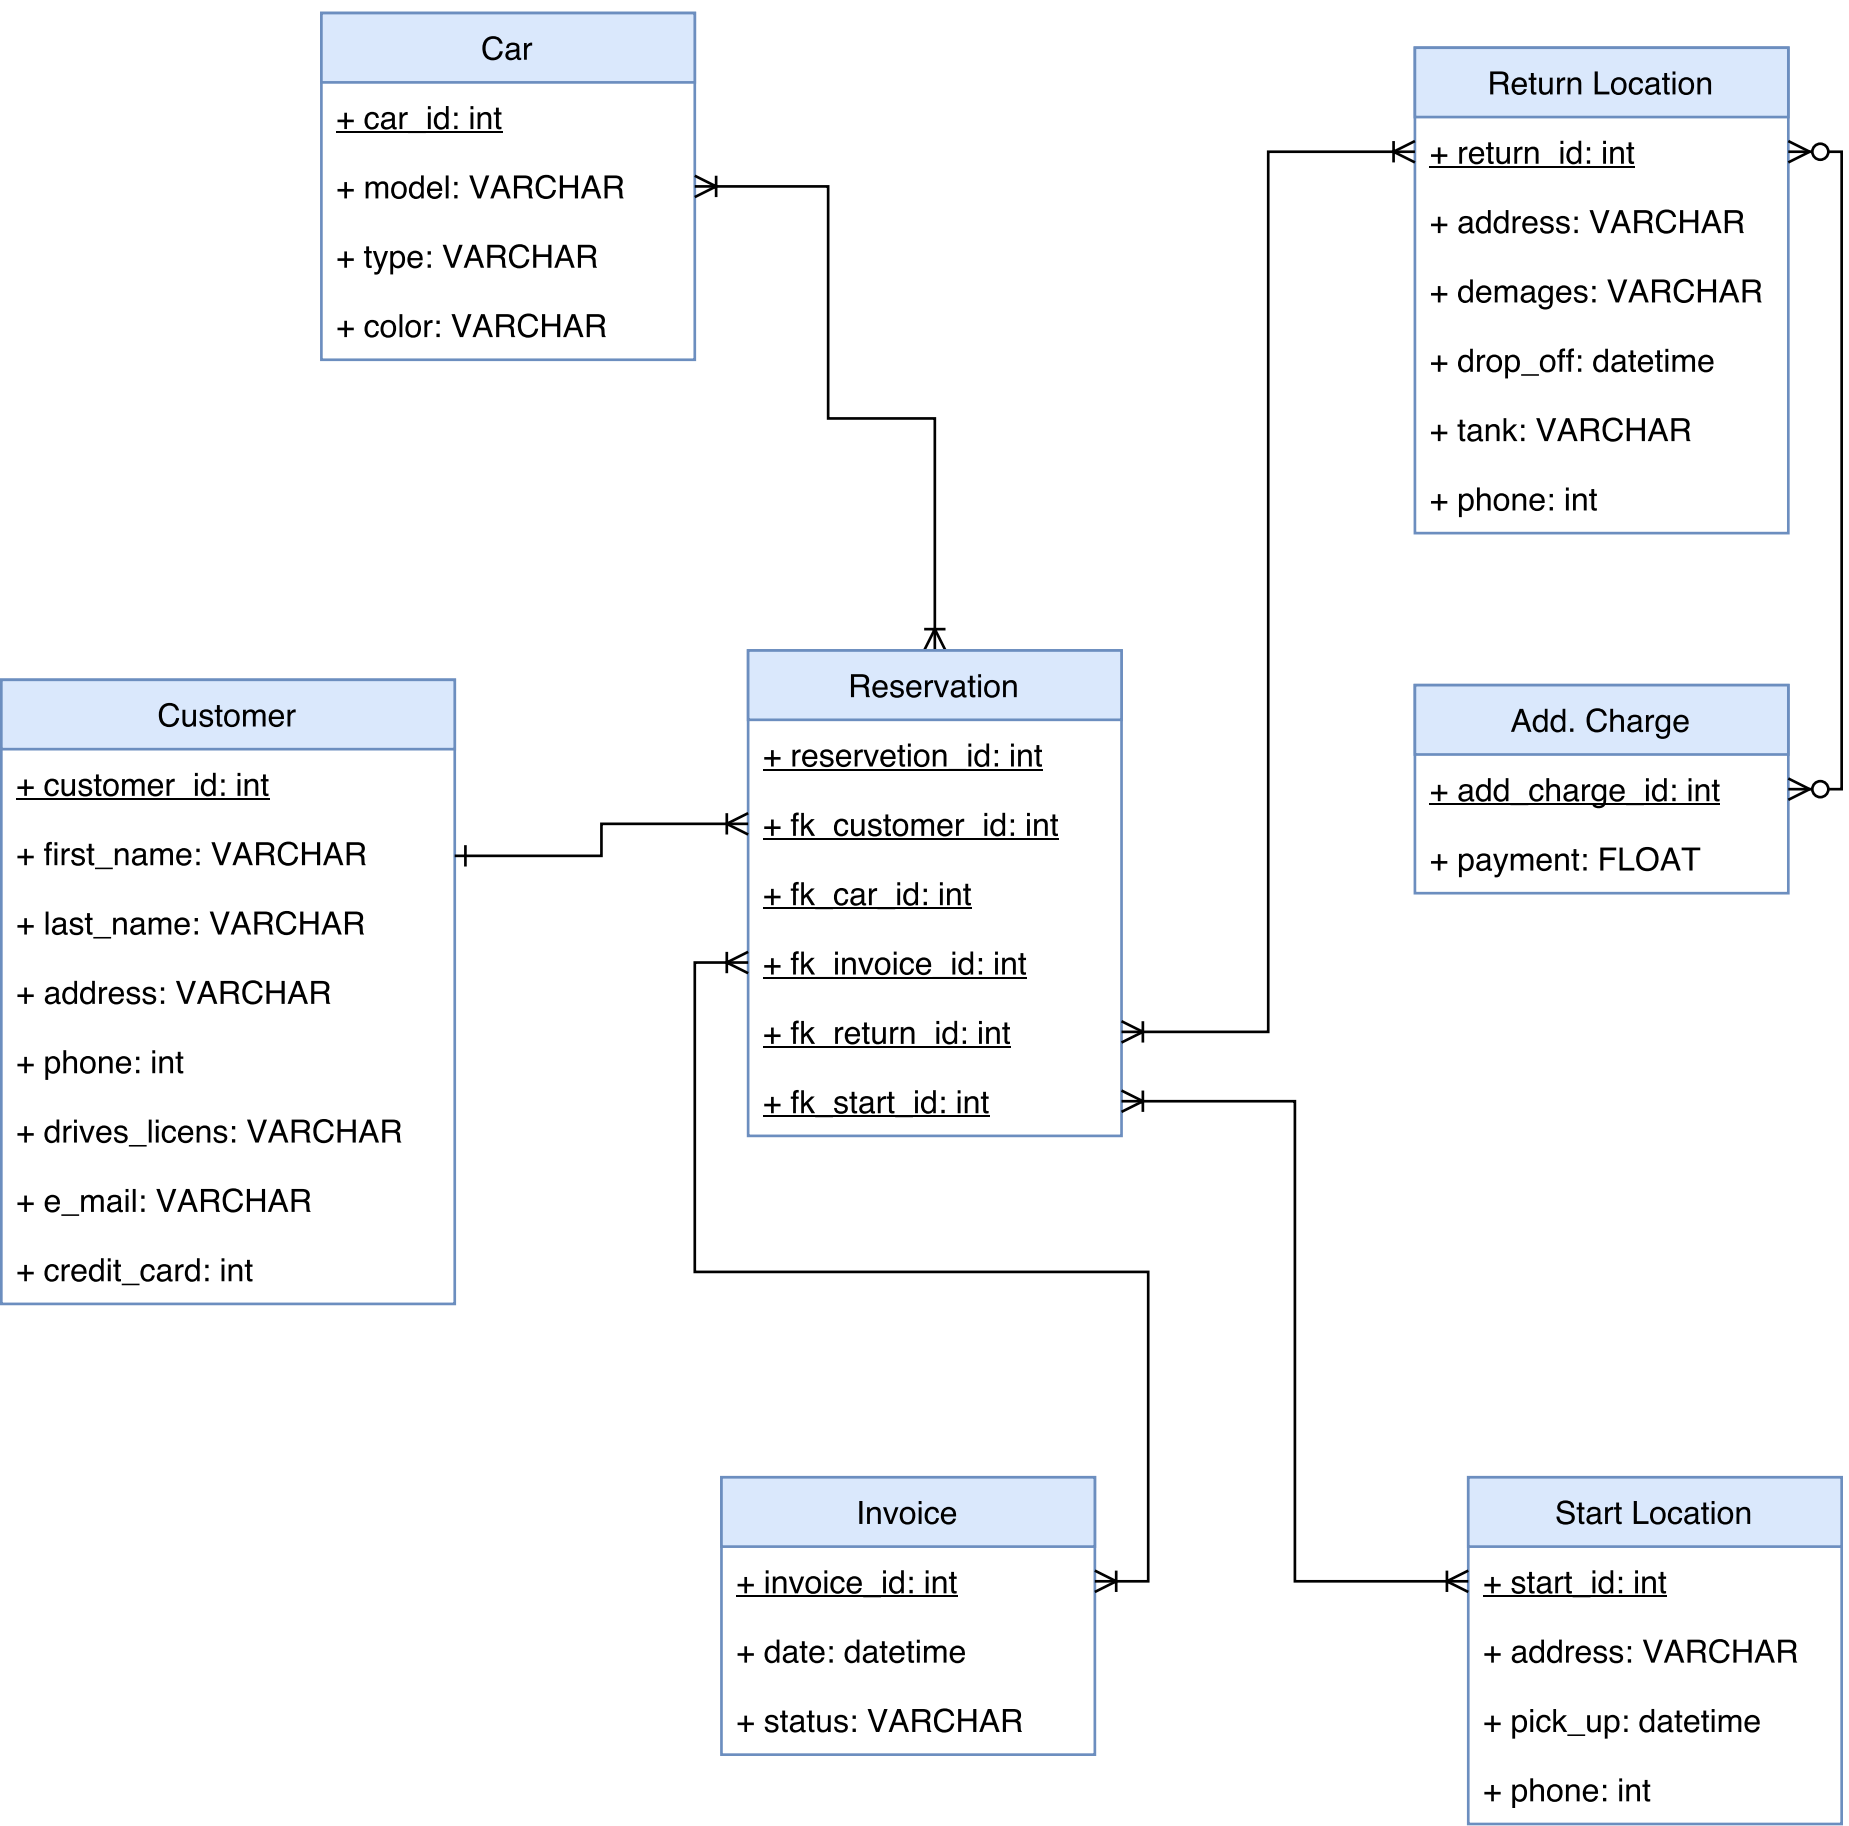 Car
+ car_id: int
+ model: VARCHAR
+ type: VARCHAR
+ color: VARCHAR
Return Location
+ return_id: int
+ address: VARCHAR
+ demages: VARCHAR
+ drop_off: datetime
+ tank: VARCHAR
+ phone: int
Customer
+ customer_id: int
+ first_name: VARCHAR
+ last_name: VARCHAR
+ address: VARCHAR
+ phone: int
+ drives_licens: VARCHAR
+ e_mail: VARCHAR
+ credit_card: int
Reservation
+ reservetion_id: int
+ fk_customer_id: int
+ fk_car_id: int
+ fk_invoice_id: int
+ fk_return_id: int
+ fk_start_id: int
Add. Charge
+ add_charge_id: int
+ payment: FLOAT
Invoice
+ invoice_id: int
+ date: datetime
+ status: VARCHAR
Start Location
+ start_id: int
+ address: VARCHAR
+ pick_up: datetime
+ phone: int